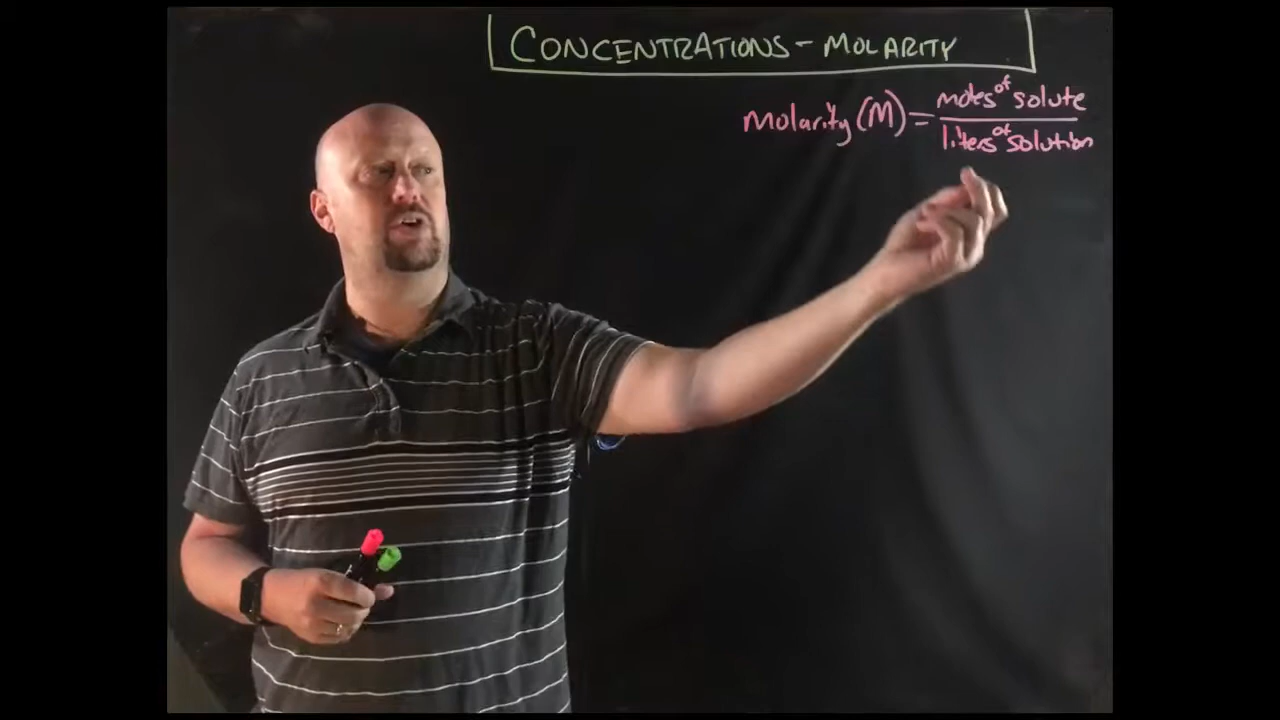 CONCENTRATIONS - MOLARITY
molarity (M) = moles of solute
liters of solution